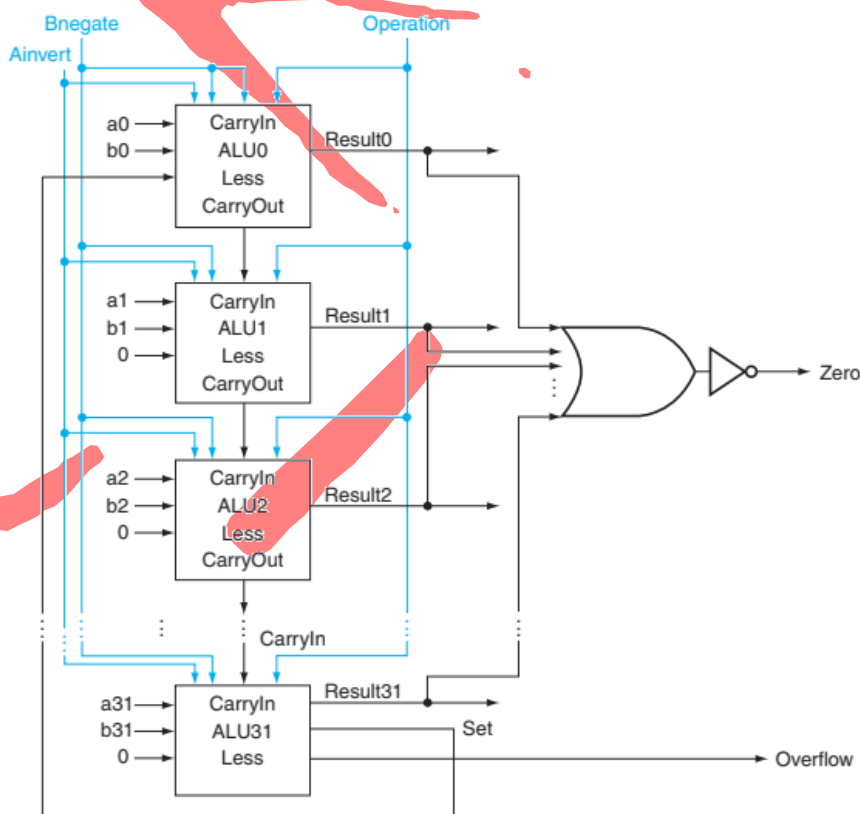 Bnegate Operation
Ainvert
a0 CarryIn
b0 ALU0 Result0
Less
CarryOut
a1 CarryIn Result1
b1 ALU1
0 Less
CarryOut
Zero
a2 CarryIn
b2 ALU2 Result2
0 Less
CarryOut
CarryIn
a31 CarryIn Result31
b31 ALU31 Set
0 Less Overflow